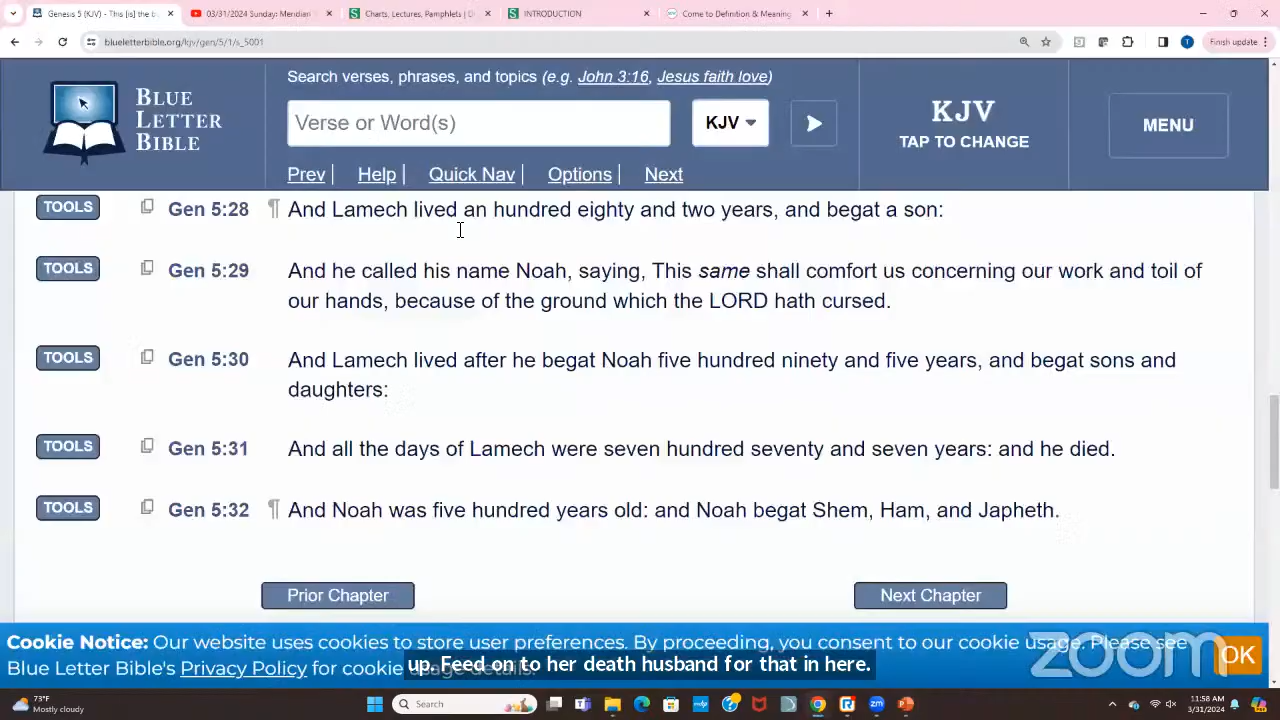 Genesis 5 (KJV) - This [is] the b
03/31/2024 Sunday: Meridian
Charts, Lectures, Pamphlets | D
INTRODUCTION
Come to Definition & Meaning
blueletterbible.org/kjv/gen/5/1/s_5001
Finish update
Search verses, phrases, and topics (e.g. John 3:16, Jesus faith love)
BLUE
LETTER
BIBLE
Verse or Word(s)
KJV
KJV
TAP TO CHANGE
MENU
Prev | Help | Quick Nav | Options | Next
TOOLS Gen 5:28 ¶ And Lamech lived an hundred eighty and two years, and begat a son:
TOOLS Gen 5:29 And he called his name Noah, saying, This same shall comfort us concerning our work and toil of
our hands, because of the ground which the LORD hath cursed.
TOOLS Gen 5:30 And Lamech lived after he begat Noah five hundred ninety and five years, and begat sons and
daughters:
TOOLS Gen 5:31 And all the days of Lamech were seven hundred seventy and seven years: and he died.
TOOLS Gen 5:32 ¶ And Noah was five hundred years old: and Noah begat Shem, Ham, and Japheth.
Prior Chapter
Next Chapter
Cookie Notice: Our website uses cookies to store user preferences. By proceeding, you consent to our cookie usage. Please see
Blue Letter Bible's Privacy Policy for cookie usage details.
OK
up. Feed on to her death husband for that in here.
zoom
73°F
Mostly cloudy
Search
11:58 AM
3/31/2024